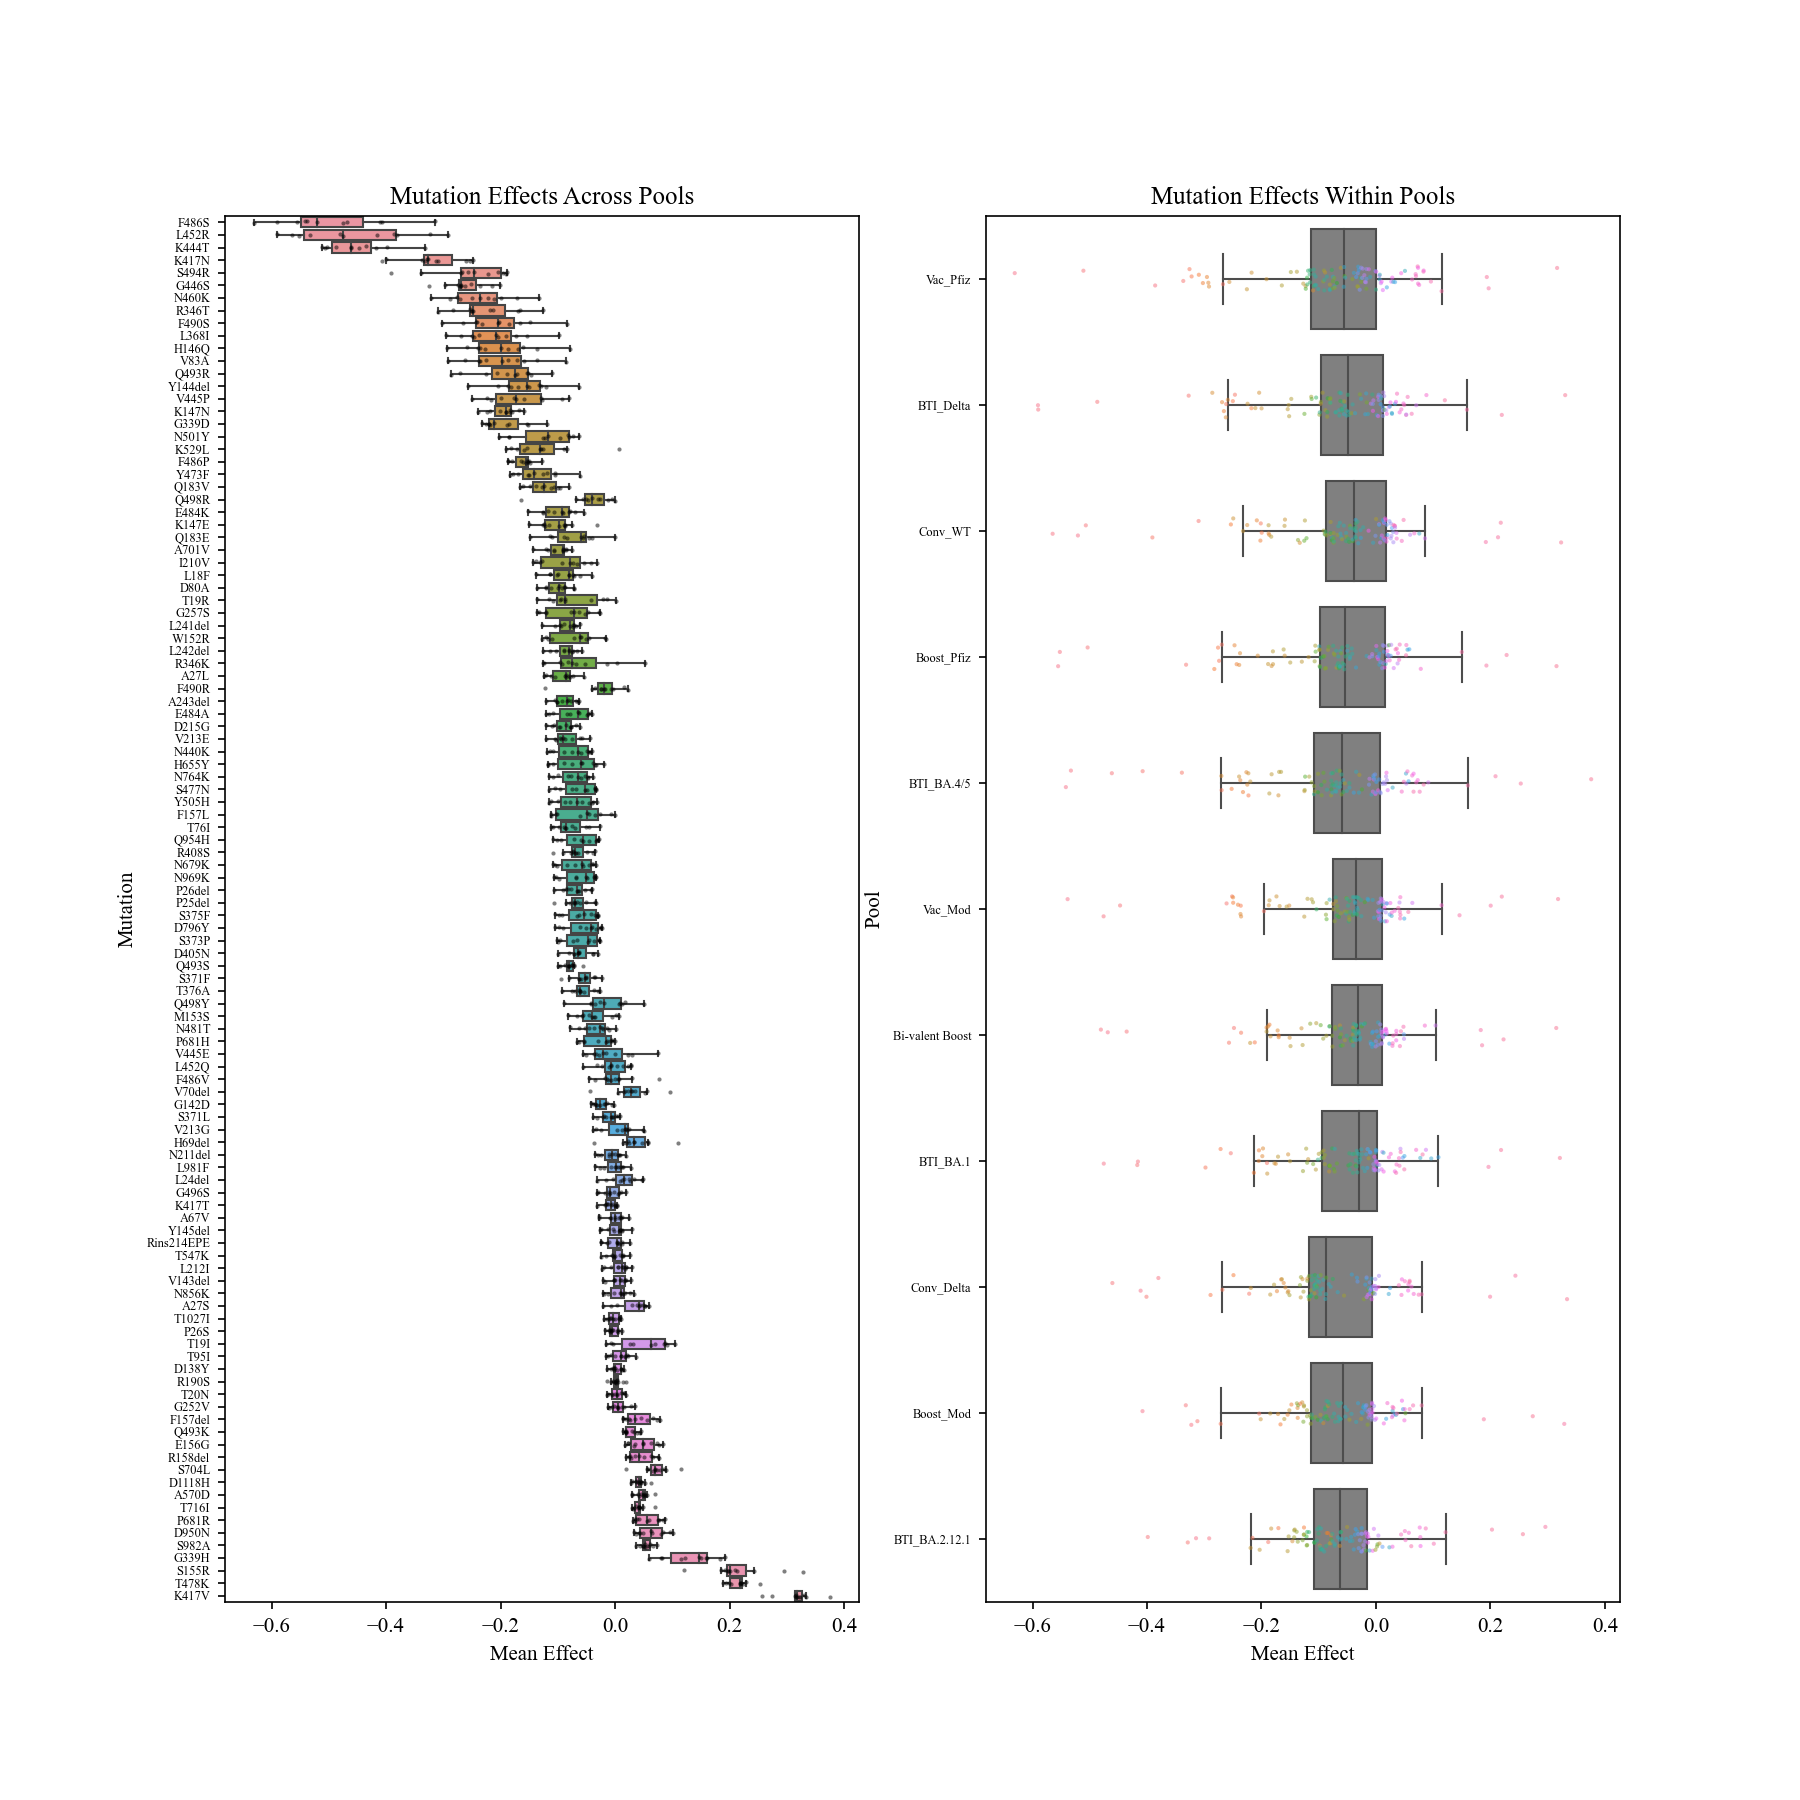 Mutation Effects Across Pools
F486S
L452R
K444T
K417N
S494R
G446S
N460K
R346T
F490S
L368I
H146Q
V83A
Q493R
Y144del
V445P
K147N
G339D
N501Y
K529L
F486P
Y473F
Q183V
Q498R
E484K
K147E
Q183E
A701V
I210V
L18F
D80A
T19R
G257S
L241del
W152R
L242del
R346K
A27L
F490R
A243del
E484A
D215G
V213E
N440K
H655Y
N764K
S477N
Y505H
F157L
T76I
Q954H
R408S
N679K
N969K
P26del
P25del
S375F
D796Y
S373P
D405N
Q493S
S371F
T376A
Q498Y
M153S
N481T
P681H
V445E
L452Q
F486V
V70del
G142D
S371L
V213G
H69del
N211del
L981F
L24del
G496S
K417T
A67V
Y145del
Rins214EPE
T547K
L212I
V143del
N856K
A27S
T1027I
P26S
T19I
T95I
D138Y
R190S
T20N
G252V
F157del
Q493K
E156G
R158del
S704L
D1118H
A570D
T716I
P681R
D950N
S982A
G339H
S155R
T478K
K417V
Mutation
−0.6 −0.4 −0.2 0.0 0.2 0.4
Mean Effect
Mutation Effects Within Pools
Vac_Pfiz
BTI_Delta
Conv_WT
Boost_Pfiz
BTI_BA.4/5
Vac_Mod
Bi-valent Boost
BTI_BA.1
Conv_Delta
Boost_Mod
BTI_BA.2.12.1
Pool
−0.6 −0.4 −0.2 0.0 0.2 0.4
Mean Effect